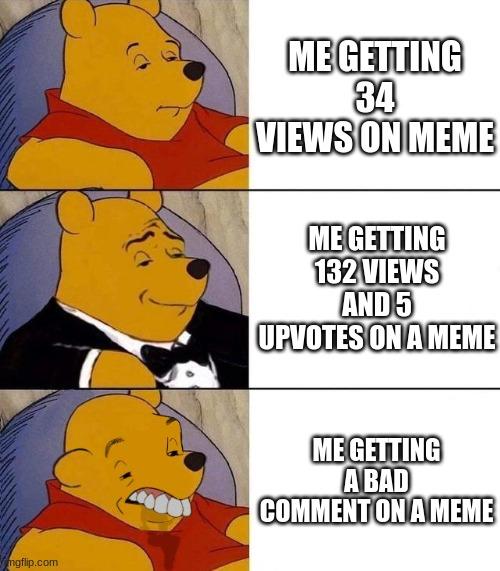 ME GETTING
34
VIEWS ON MEME
ME GETTING
132 VIEWS
AND 5
UPVOTES ON A MEME
ME GETTING
A BAD
COMMENT ON A MEME
imgflip.com